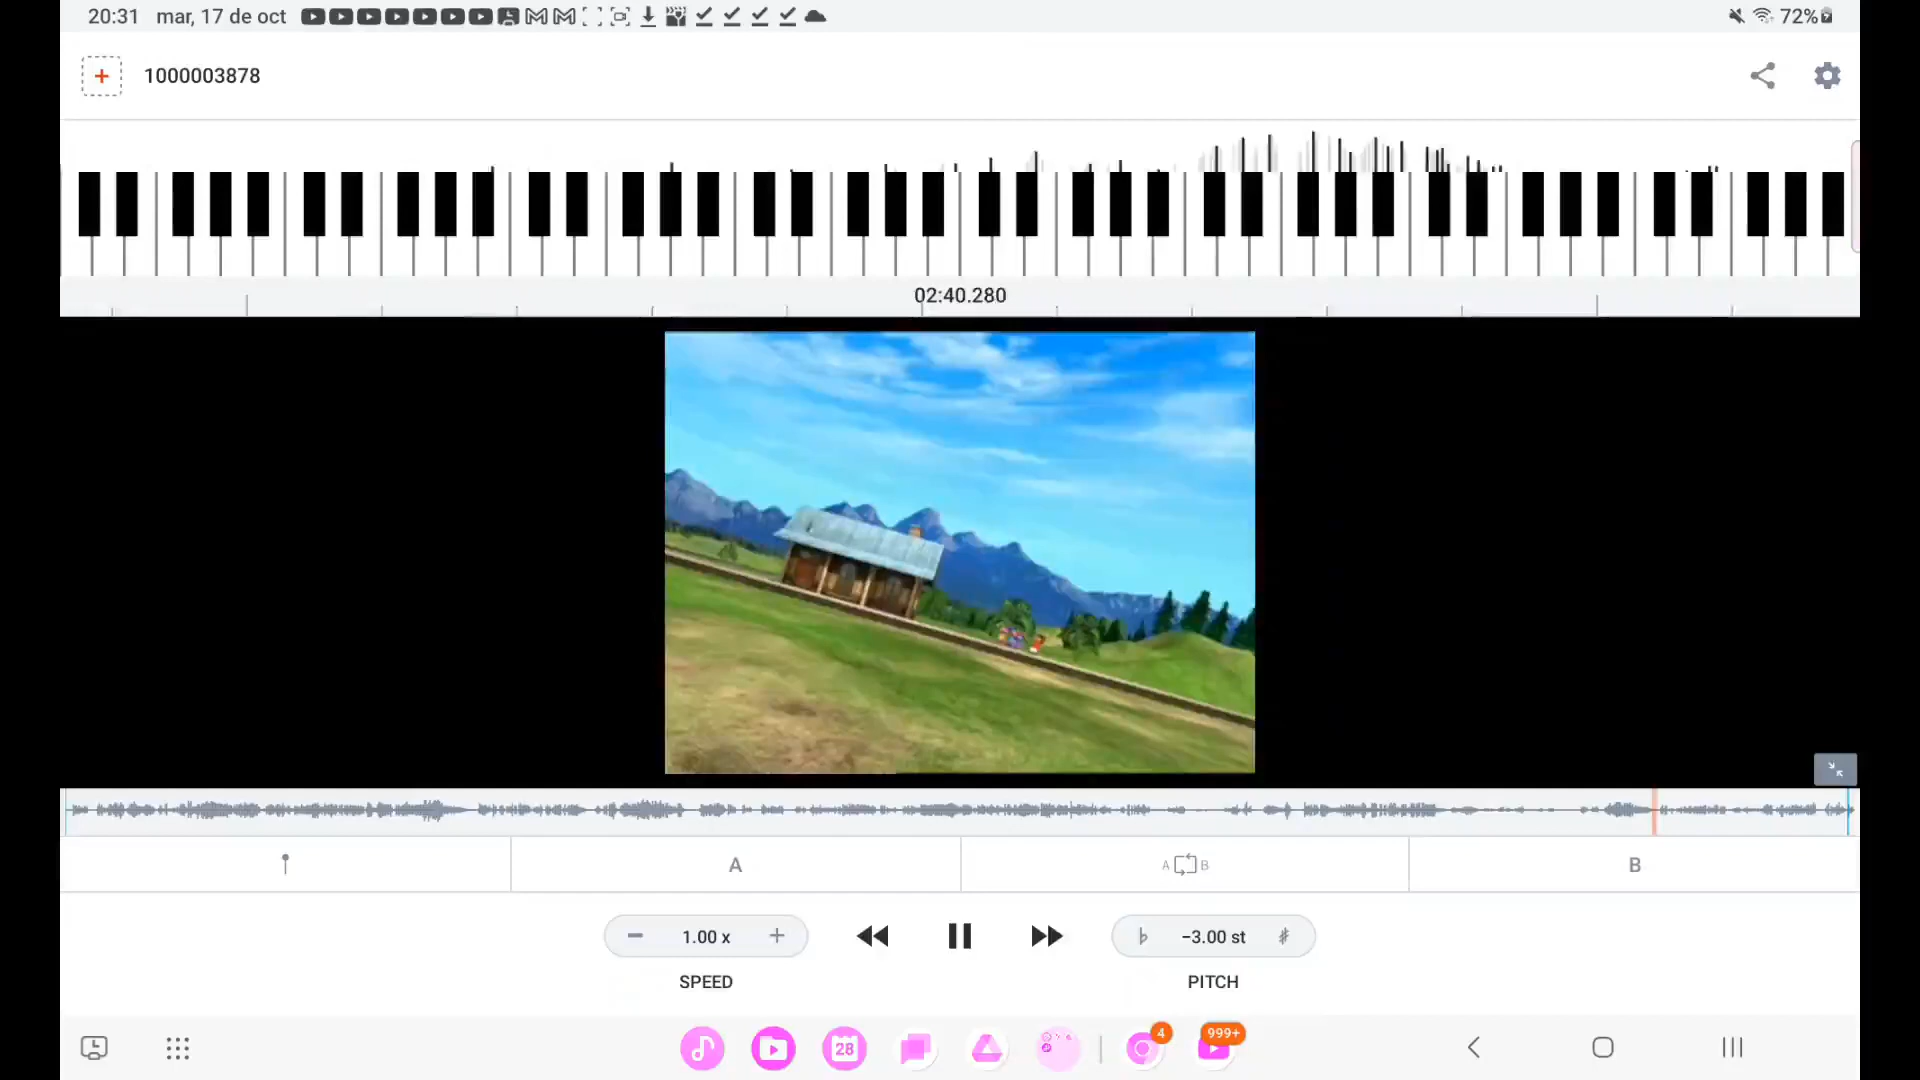 20:31 mar, 17 de oct
72%
1000003878
02:40.280
A
A B
B
1.00 x
−3.00 st
SPEED
PITCH
28
4
999+